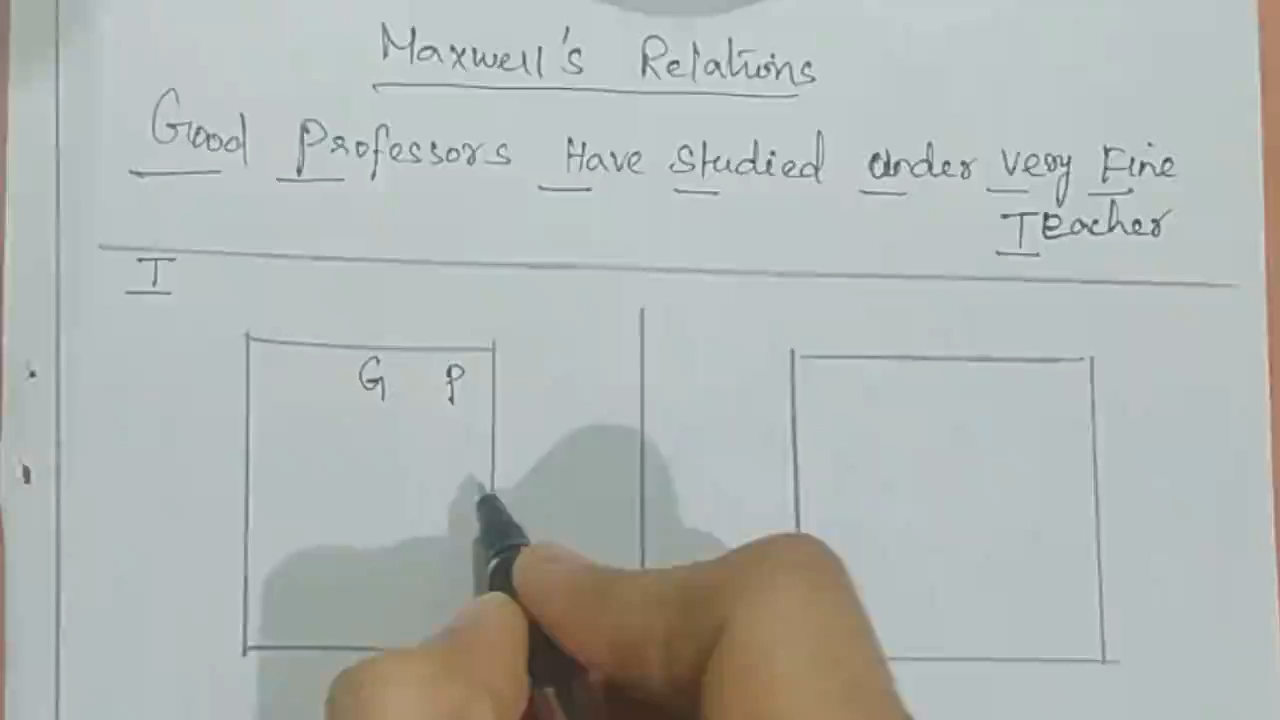 Maxwell's Relations
Good Professors Have Studied under very Fine
Teacher
I
G P